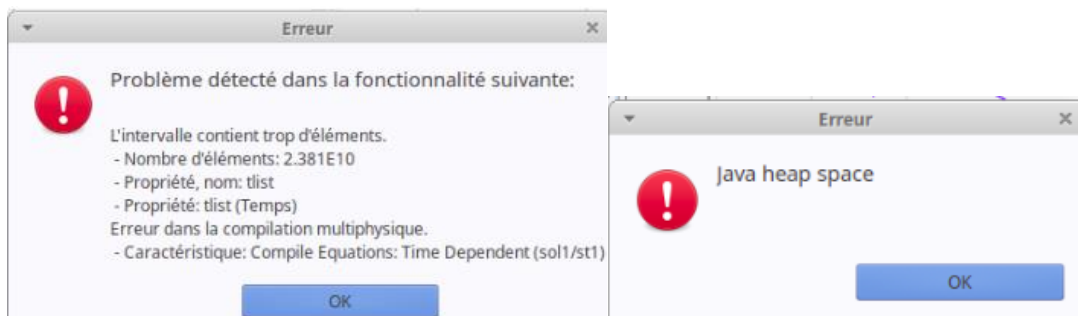 Erreur
Problème détecté dans la fonctionnalité suivante:
L'intervalle contient trop d'éléments.
- Nombre d'éléments: 2.381E10
- Propriété, nom: tlist
- Propriété: tlist (Temps)
Erreur dans la compilation multiphysique.
- Caractéristique: Compile Equations: Time Dependent (sol1/st1)
OK
Erreur
Java heap space
OK